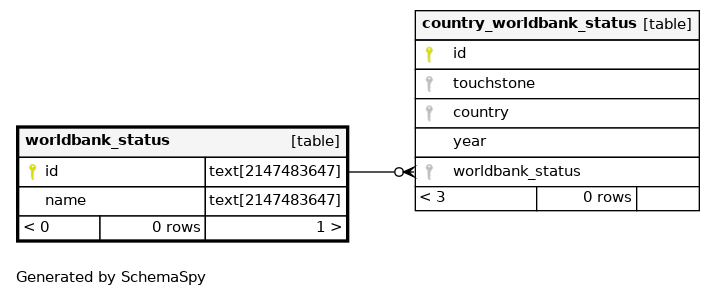 country_worldbank_status [table]
id
touchstone
country
year
worldbank_status
< 3 0 rows
worldbank_status [table]
id text[2147483647]
name text[2147483647]
< 0 0 rows 1 >
Generated by SchemaSpy